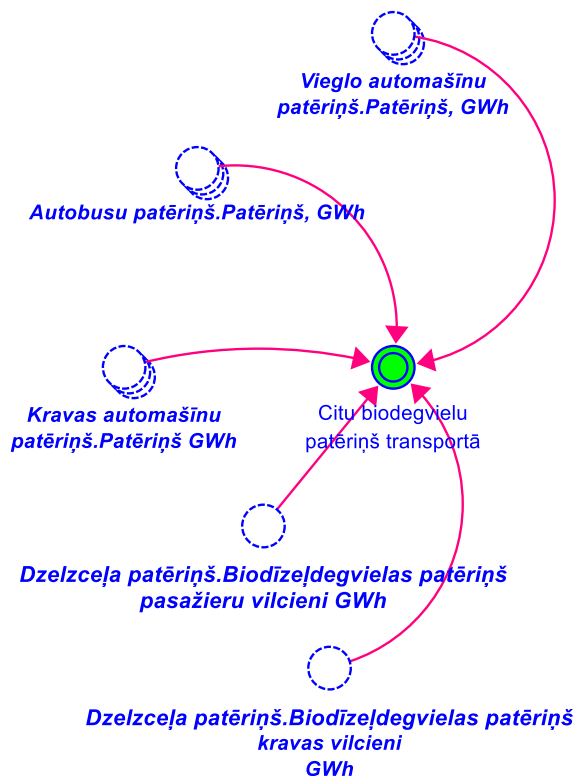 Vieglo automašīnu
patēriņš.Patēriņš, GWh
Autobusu patēriņš.Patēriņš, GWh
Kravas automašīnu
patēriņš.Patēriņš GWh
Citu biodegvielu
patēriņš transportā
Dzelzceļa patēriņš.Biodīzeļdegvielas patēriņš
pasažieru vilcieni GWh
Dzelzceļa patēriņš.Biodīzeļdegvielas patēriņš
kravas vilcieni
GWh